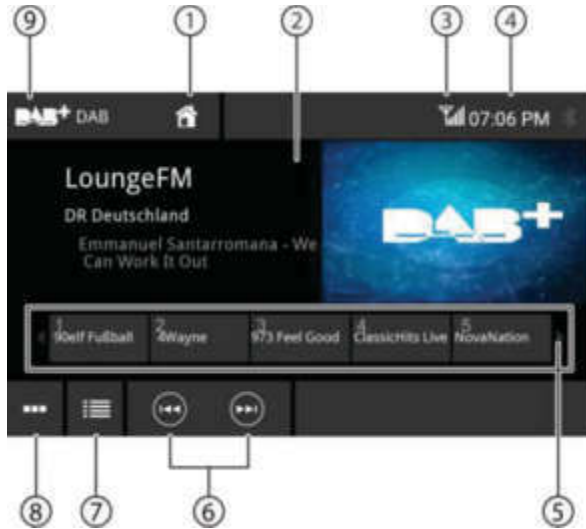 9 1 2 3 4
DAB+ DAB 07:06 PM
LoungeFM
DR Deutschland
Emmanuel Santarromana - We
Can Work It Out
DAB+
1 2 3 4 5
90elf Fußball 4Wayne 973 Feel Good ClassicHits Live NovaNation
8 7 6 5